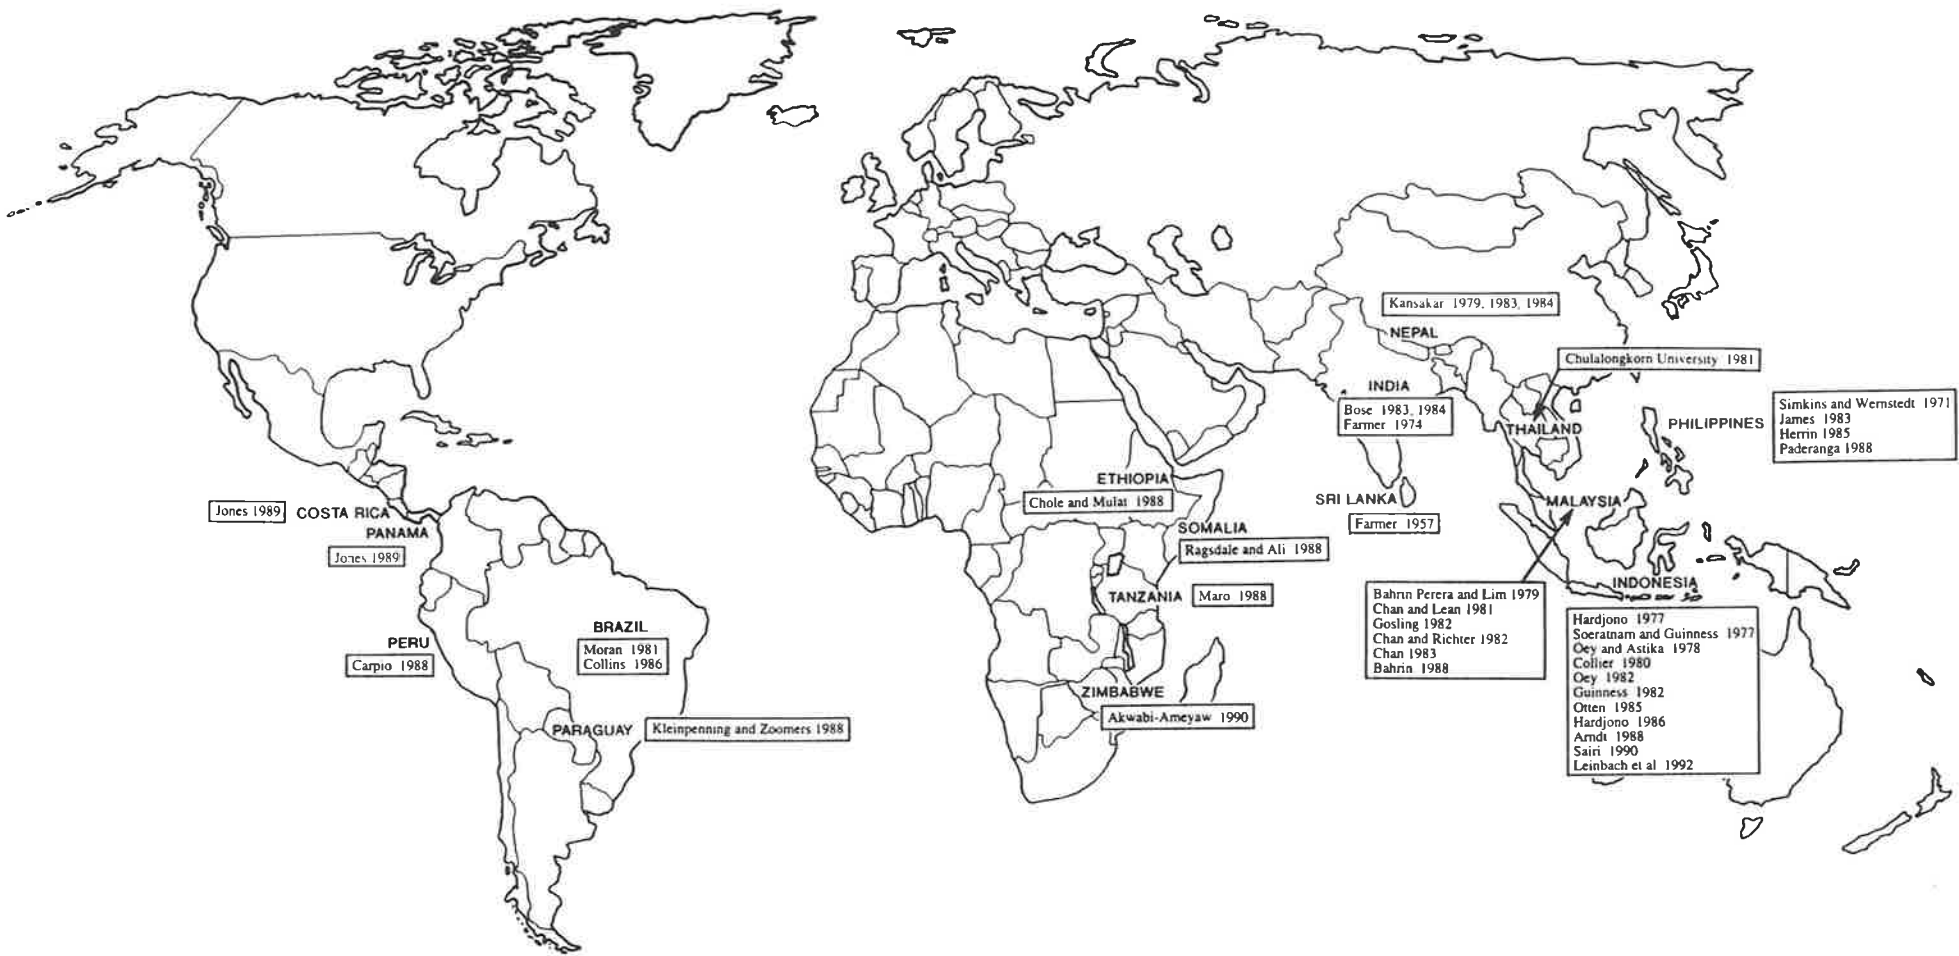 Kansakar 1979, 1983, 1984
NEPAL
Chulalongkorn University 1981
INDIA
Bose 1983, 1984
Farmer 1974
THAILAND
PHILIPPINES
Simkins and Wernstedt 1971
James 1983
Herrin 1985
Paderanga 1988
ETHIOPIA
Chole and Mulat 1988
SRI LANKA
Farmer 1957
MALAYSIA
Jones 1989
COSTA RICA
PANAMA
Jones 1989
SOMALIA
Ragsdale and Ali 1988
TANZANIA
Maro 1988
Bahrin Perera and Lim 1979
Chan and Lean 1981
Gosling 1982
Chan and Richter 1982
Chan 1983
Bahrin 1988
INDONESIA
Hardjono 1977
Soeratnam and Guinness 1977
Oey and Astika 1978
Collier 1980
Oey 1982
Guinness 1982
Otten 1985
Hardjono 1986
Arndt 1988
Sairi 1990
Leinbach et al 1992
PERU
Carpio 1988
BRAZIL
Moran 1981
Collins 1986
ZIMBABWE
Akwabi-Ameyaw 1990
PARAGUAY
Kleinpenning and Zoomers 1988